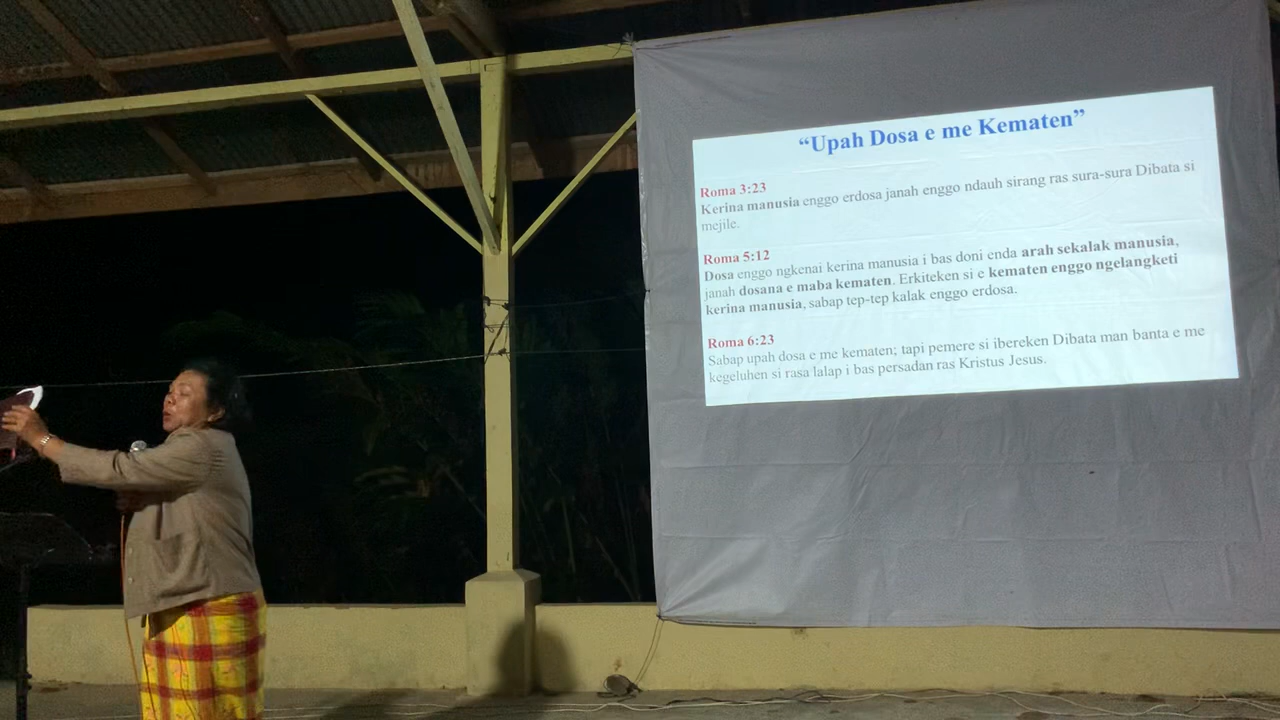 “Upah Dosa e me Kematen”
Roma 3:23
Kerina manusia enggo erdosa janah enggo ndauh sirang ras sura-sura Dibata si
mejile.
Roma 5:12
Dosa enggo ngkenai kerina manusia i bas doni enda arah sekalak manusia,
janah dosana e maba kematen. Erkiteken si e kematen enggo ngelangketi
kerina manusia, sabap tep-tep kalak enggo erdosa.
Roma 6:23
Sabap upah dosa e me kematen; tapi pemere si ibereken Dibata man banta e me
kegeluhen si rasa lalap i bas persadan ras Kristus Jesus.